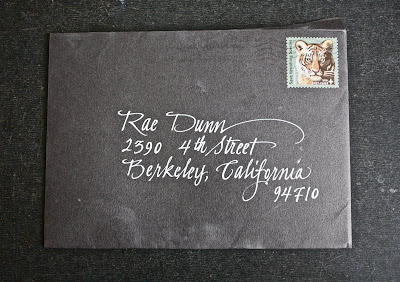 Rae Dunn
2390 4th Street
Berkeley, California
94710